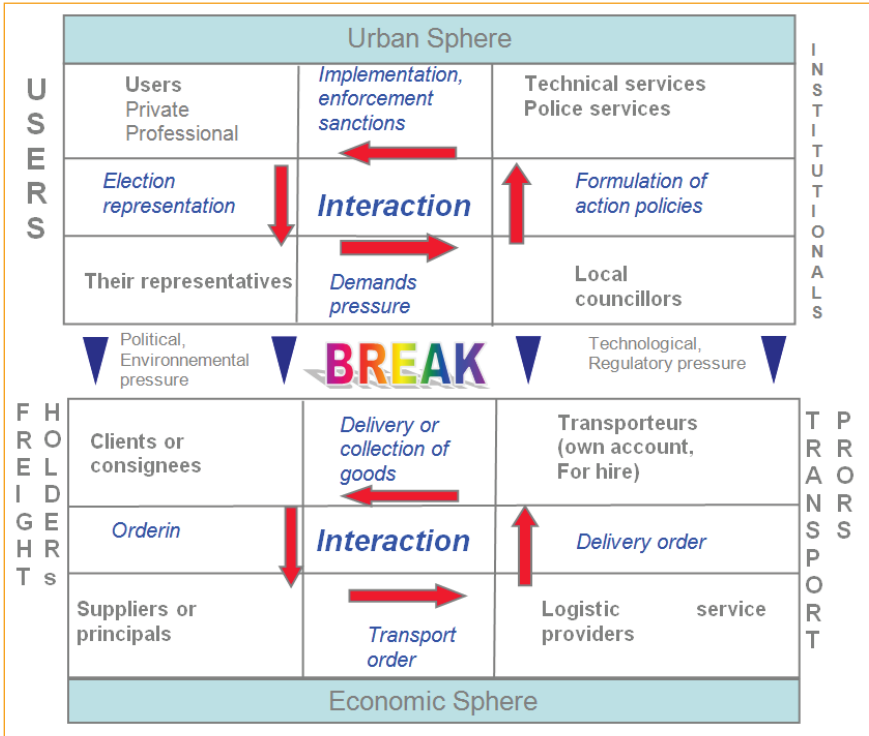 Urban Sphere
USERS
Users
Private
Professional
Implementation,
enforcement
sanctions
Technical services
Police services
INSTITUTIONALS
Election
representation
Interaction
Formulation of
action policies
Their representatives
Demands
pressure
Local
councillors
Political,
Environnemental
pressure
BREAK
Technological,
Regulatory pressure
FREIGHT
HOLDERs
Clients or
consignees
Delivery or
collection of
goods
Transporteurs
(own account,
For hire)
TRANSPORT
PRORS
Orderin
Interaction
Delivery order
Suppliers or
principals
Transport
order
Logistic service
providers
Economic Sphere